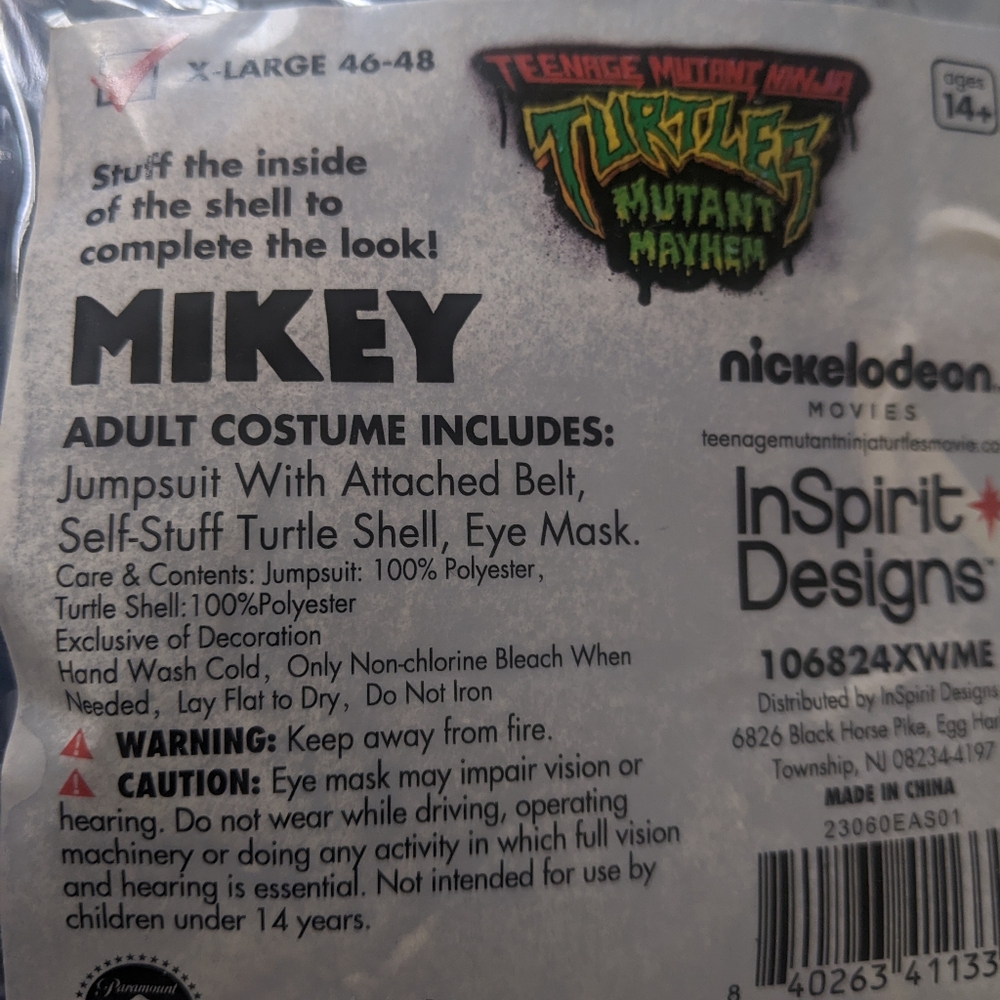 X-LARGE 46-48
TEENAGE MUTANT NINJA
TURTLES
MUTANT
MAYHEM
ages
14+
Stuff the inside
of the shell to
complete the look!
MIKEY
ADULT COSTUME INCLUDES:
Jumpsuit With Attached Belt,
Self-Stuff Turtle Shell, Eye Mask.
Care & Contents: Jumpsuit: 100% Polyester,
Turtle Shell:100%Polyester
Exclusive of Decoration
Hand Wash Cold, Only Non-chlorine Bleach When
Needed, Lay Flat to Dry, Do Not Iron
WARNING: Keep away from fire.
CAUTION: Eye mask may impair vision or
hearing. Do not wear while driving, operating
machinery or doing any activity in which full vision
and hearing is essential. Not intended for use by
children under 14 years.
Paramount
nickelodeon
MOVIES
teenagemutantninjaturtlesmovie.co
InSpirit
Designs™
106824XWME
Distributed by InSpirit Designs
6826 Black Horse Pike, Egg Har
Township, NJ 08234-4197
MADE IN CHINA
23060EAS01
8 40263 41133